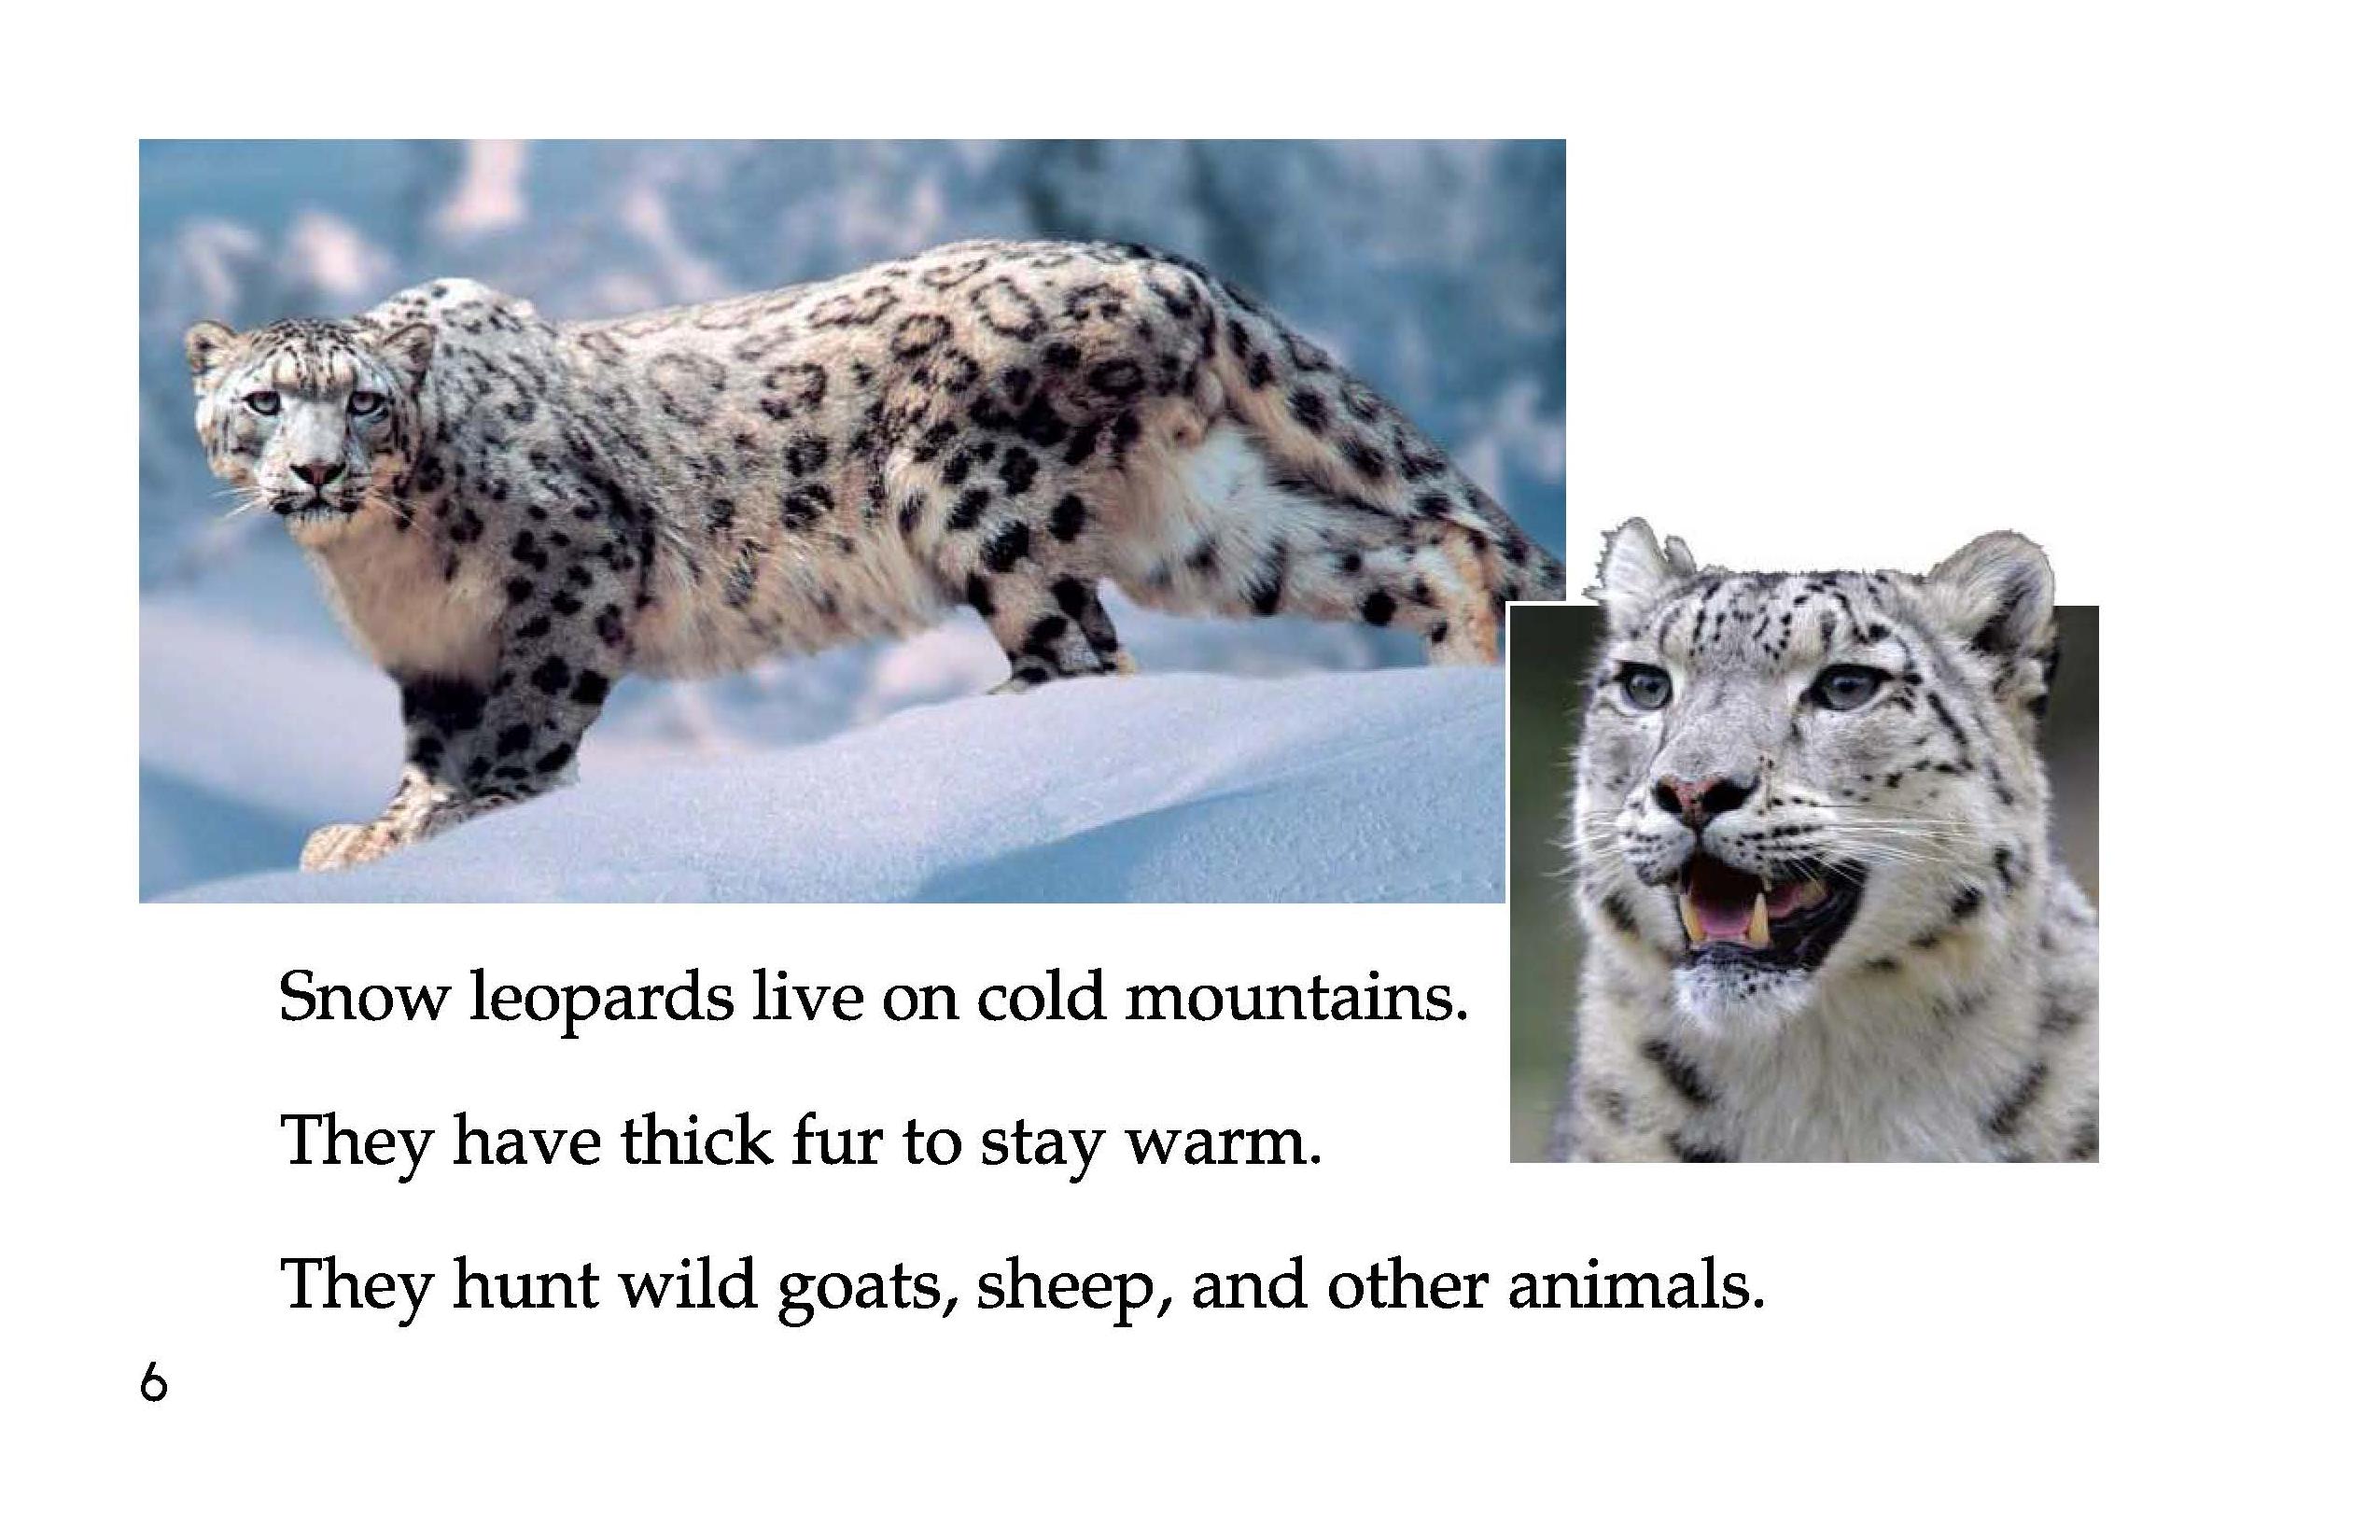 Snow leopards live on cold mountains.
They have thick fur to stay warm.
They hunt wild goats, sheep, and other animals.
6